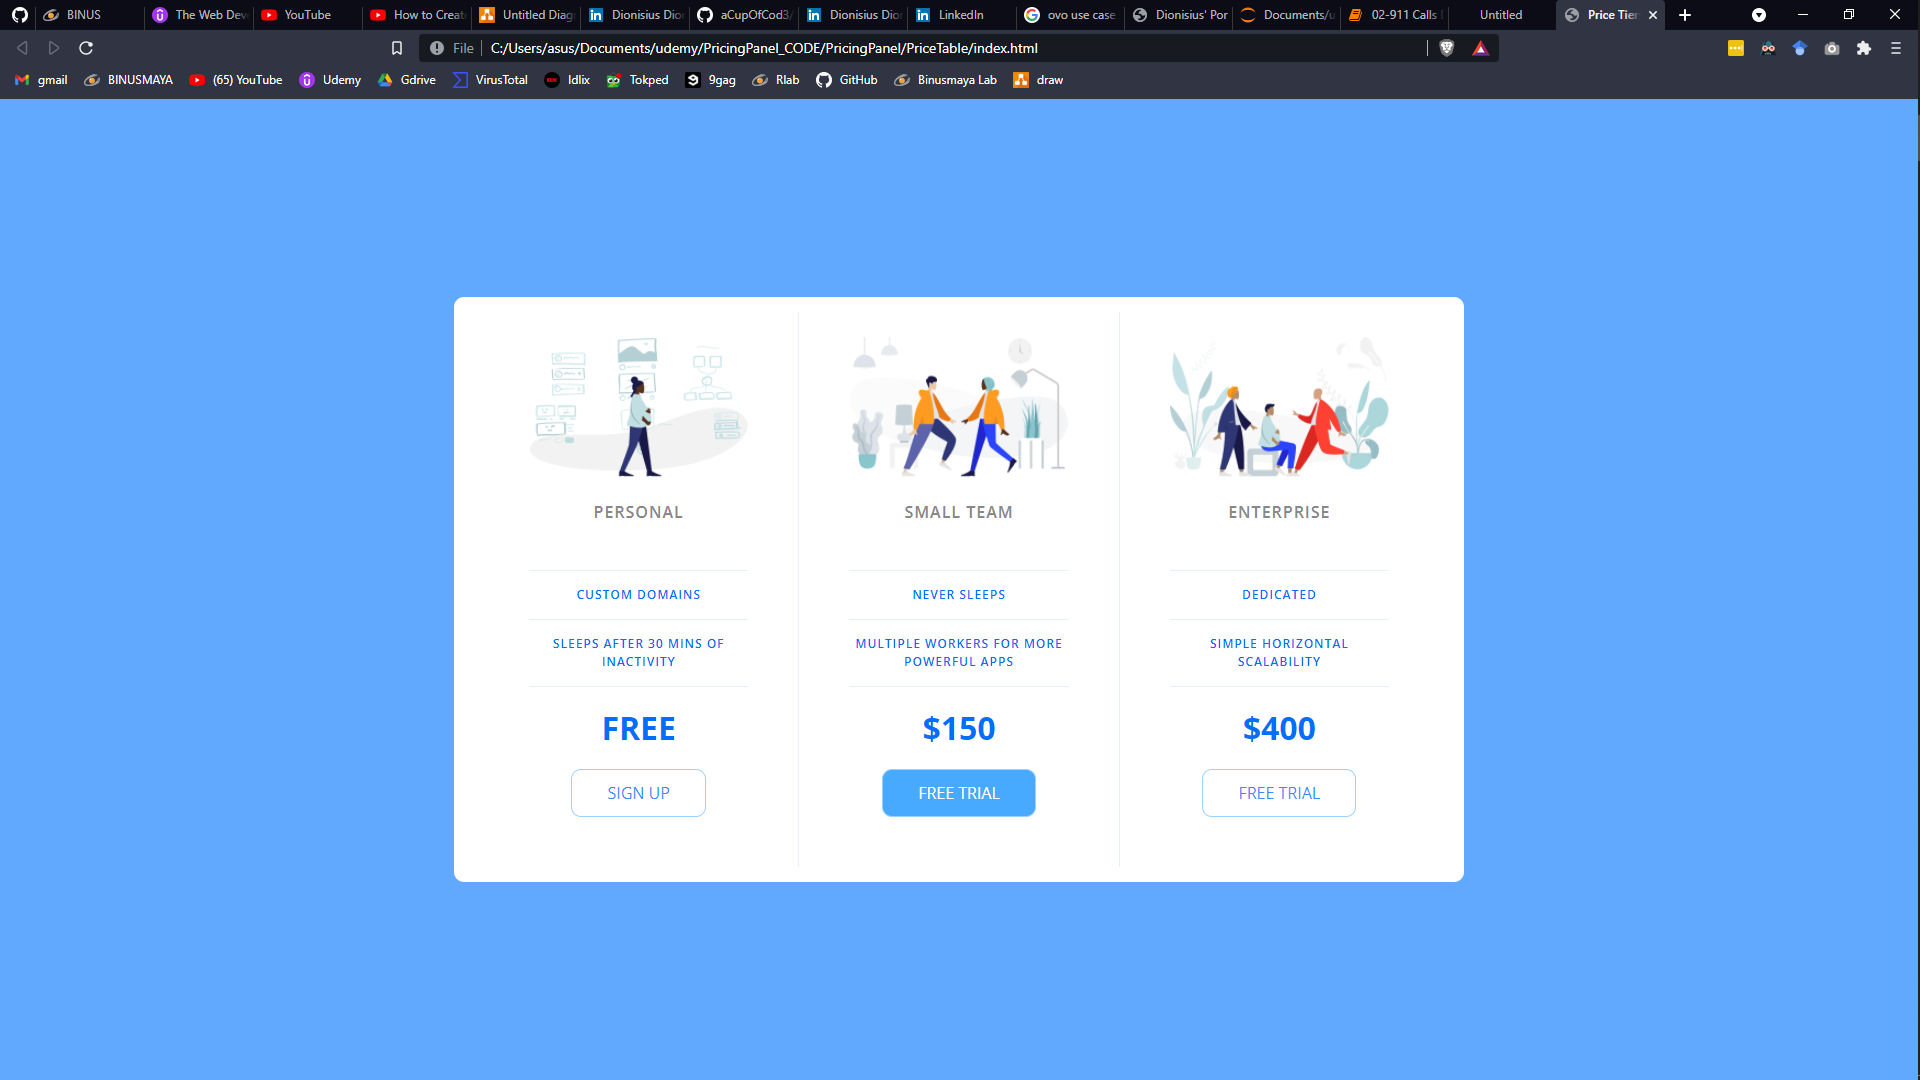 BINUS
The Web Dev
YouTube
How to Creat
Untitled Diag
Dionisius Dio
aCupOfCod3/
Dionisius Dio
LinkedIn
ovo use case
Dionisius' Por
Documents/u
02-911 Calls
Untitled
Price Tier
File
C:/Users/asus/Documents/udemy/PricingPanel_CODE/PricingPanel/PriceTable/index.html
gmail
BINUSMAYA
(65) YouTube
Udemy
Gdrive
VirusTotal
Idlix
Tokped
9gag
Rlab
GitHub
Binusmaya Lab
draw
PERSONAL
CUSTOM DOMAINS
SLEEPS AFTER 30 MINS OF
INACTIVITY
FREE
SIGN UP
SMALL TEAM
NEVER SLEEPS
MULTIPLE WORKERS FOR MORE
POWERFUL APPS
$150
FREE TRIAL
ENTERPRISE
DEDICATED
SIMPLE HORIZONTAL
SCALABILITY
$400
FREE TRIAL